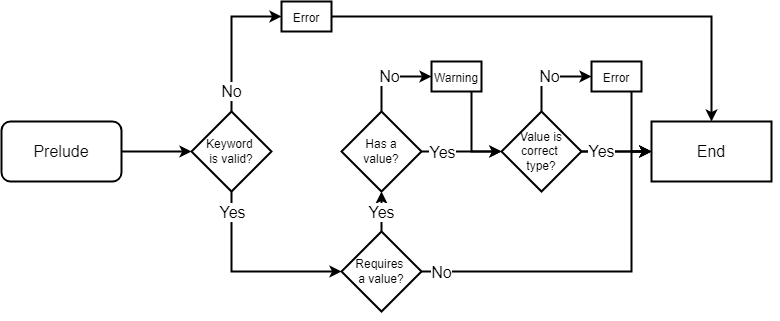 Error
No
No
Warning
No
Error
Prelude
Keyword
is valid?
Has a
value?
Yes
Value is
correct
type?
Yes
End
Yes
Yes
Requires
a value?
No